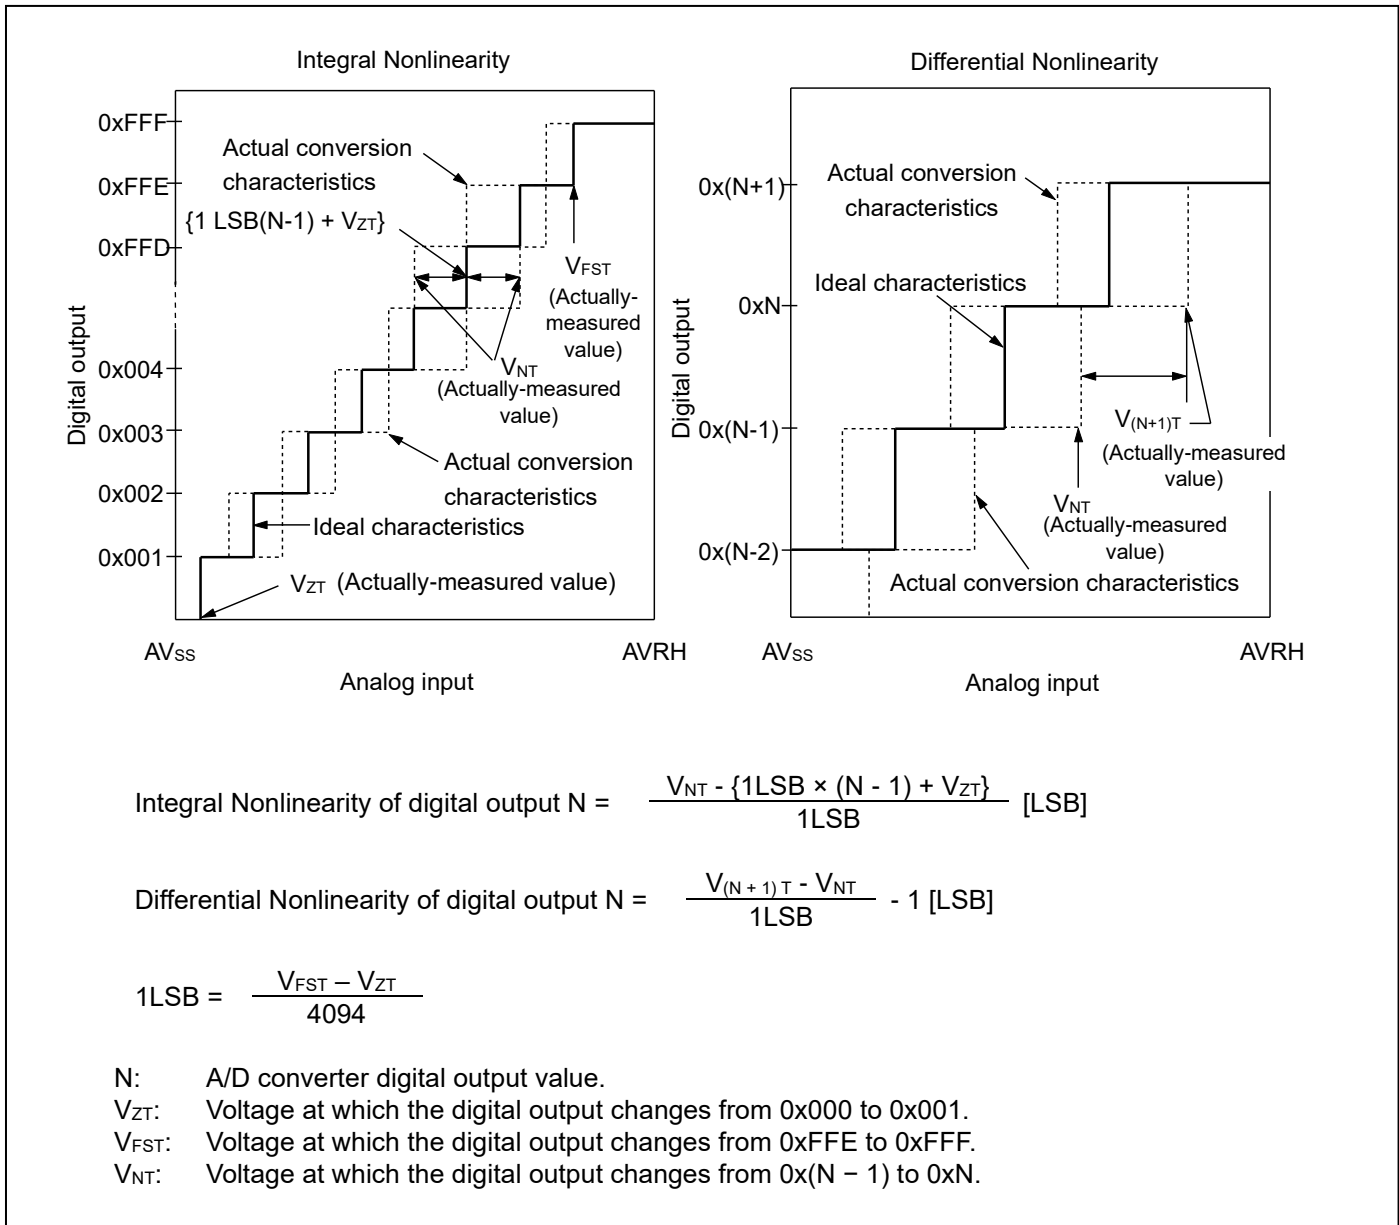 Integral Nonlinearity
0xFFF
0xFFE
0xFFD
0x004
0x003
0x002
0x001
Digital output
Actual conversion
characteristics
{1 LSB(N-1) + VZT}
VFST
(Actually-
measured
value)
VNT
(Actually-measured
value)
Actual conversion
characteristics
Ideal characteristics
VZT (Actually-measured value)
AVSS
AVRH
Analog input
Differential Nonlinearity
0x(N+1)
0xN
0x(N-1)
0x(N-2)
Digital output
Actual conversion
characteristics
Ideal characteristics
V(N+1)T
(Actually-measured
value)
VNT
(Actually-measured
value)
Actual conversion characteristics
AVSS
AVRH
Analog input
Integral Nonlinearity of digital output N =
VNT - {1LSB × (N - 1) + VZT}
1LSB
[LSB]
Differential Nonlinearity of digital output N =
V(N + 1) T - VNT
1LSB
- 1 [LSB]
1LSB =
VFST – VZT
4094
N: A/D converter digital output value.
VZT: Voltage at which the digital output changes from 0x000 to 0x001.
VFST: Voltage at which the digital output changes from 0xFFE to 0xFFF.
VNT: Voltage at which the digital output changes from 0x(N − 1) to 0xN.